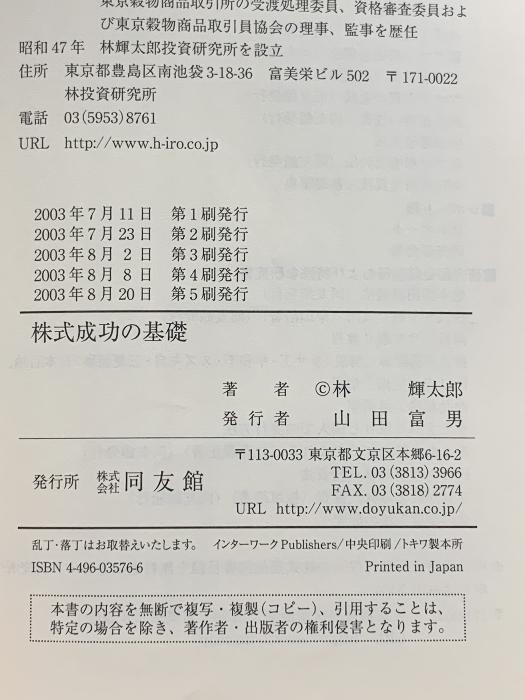 東京穀物商品取引所の受渡処理委員、資格審査委員およ
び東京穀物商品取引員協会の理事、監事を歴任
昭和47年 林輝太郎投資研究所を設立
住所 東京都豊島区南池袋3-18-36 富美栄ビル502 〒171-0022
林投資研究所
電話 03(5953)8761
URL http://www.h-iro.co.jp
2003年7月11日 第1刷発行
2003年7月23日 第2刷発行
2003年8月2日 第3刷発行
2003年8月8日 第4刷発行
2003年8月20日 第5刷発行
株式成功の基礎
著者 ©林 輝太郎
発行者 山田富男
〒113-0033 東京都文京区本郷6-16-2
発行所 株式会社 同友館
TEL. 03(3813)3966
FAX. 03(3818)2774
URL http://www.doyukan.co.jp/
乱丁・落丁はお取替えいたします。 インターワークPublishers/中央印刷/トキワ製本所
ISBN 4-496-03576-6 Printed in Japan
本書の内容を無断で複写・複製(コピー)、引用することは、
特定の場合を除き、著作者・出版者の権利侵害となります。